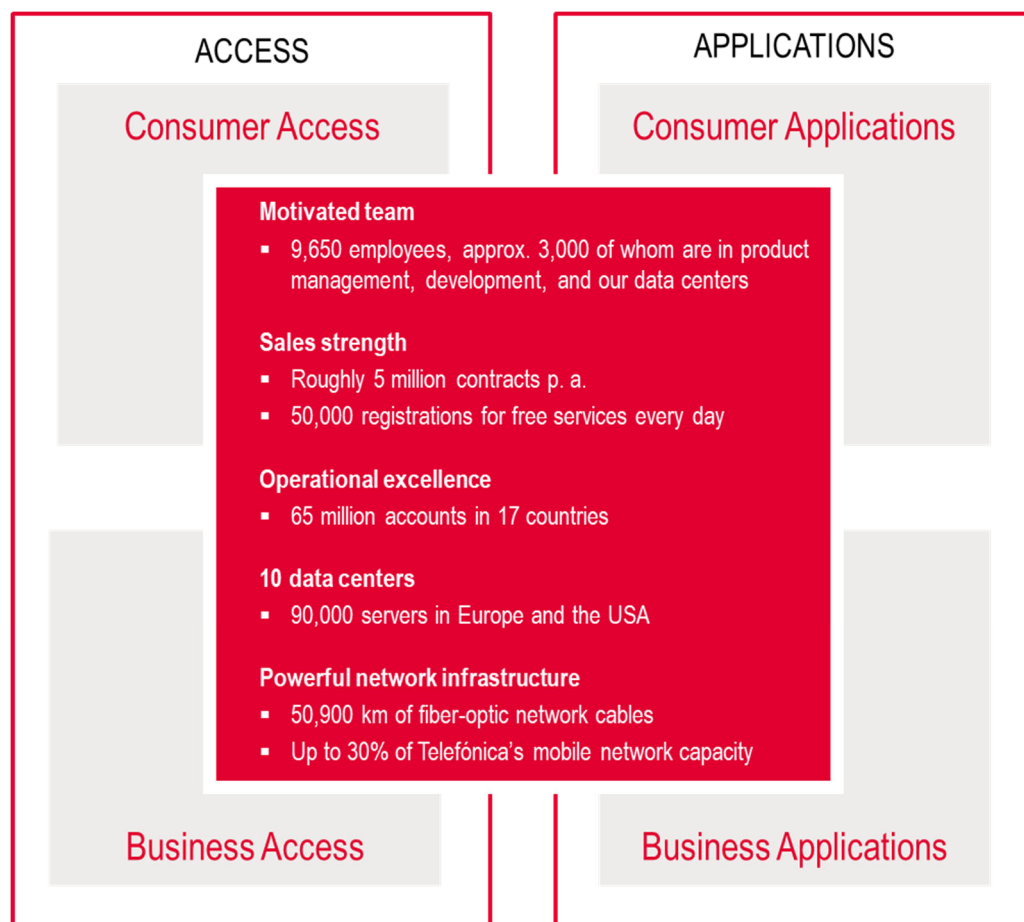 ACCESS
APPLICATIONS
Consumer Access
Consumer Applications
Motivated team
▪ 9,650 employees, approx. 3,000 of whom are in product
management, development, and our data centers
Sales strength
▪ Roughly 5 million contracts p. a.
▪ 50,000 registrations for free services every day
Operational excellence
▪ 65 million accounts in 17 countries
10 data centers
▪ 90,000 servers in Europe and the USA
Powerful network infrastructure
▪ 50,900 km of fiber-optic network cables
▪ Up to 30% of Telefónica’s mobile network capacity
Business Access
Business Applications